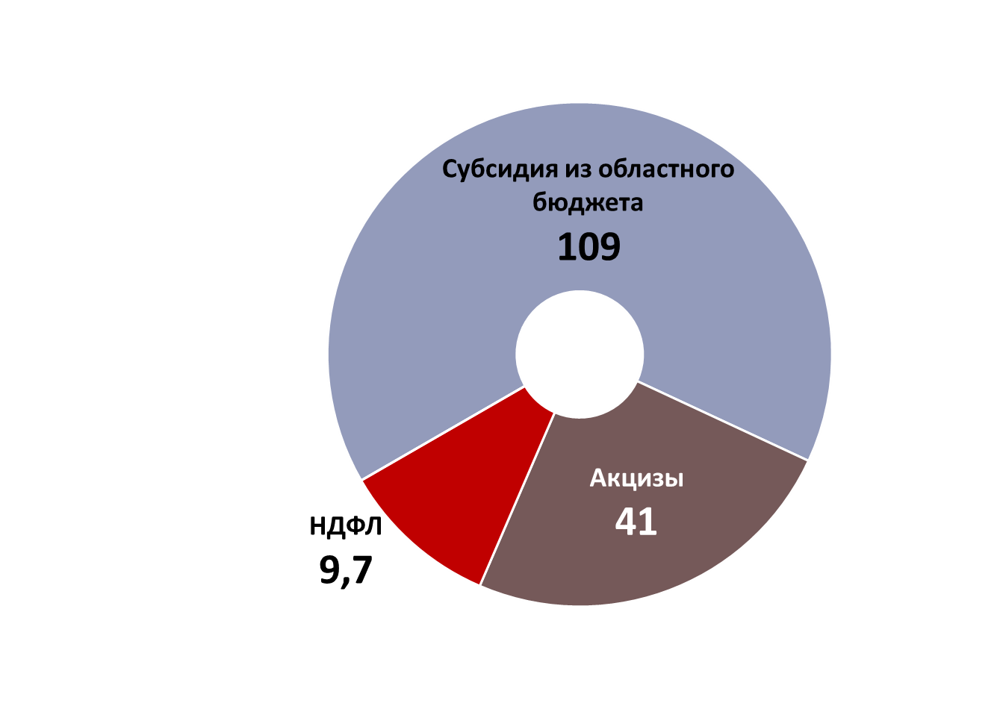 Субсидия из областного
бюджета
109
Акцизы
41
НДФЛ
9,7